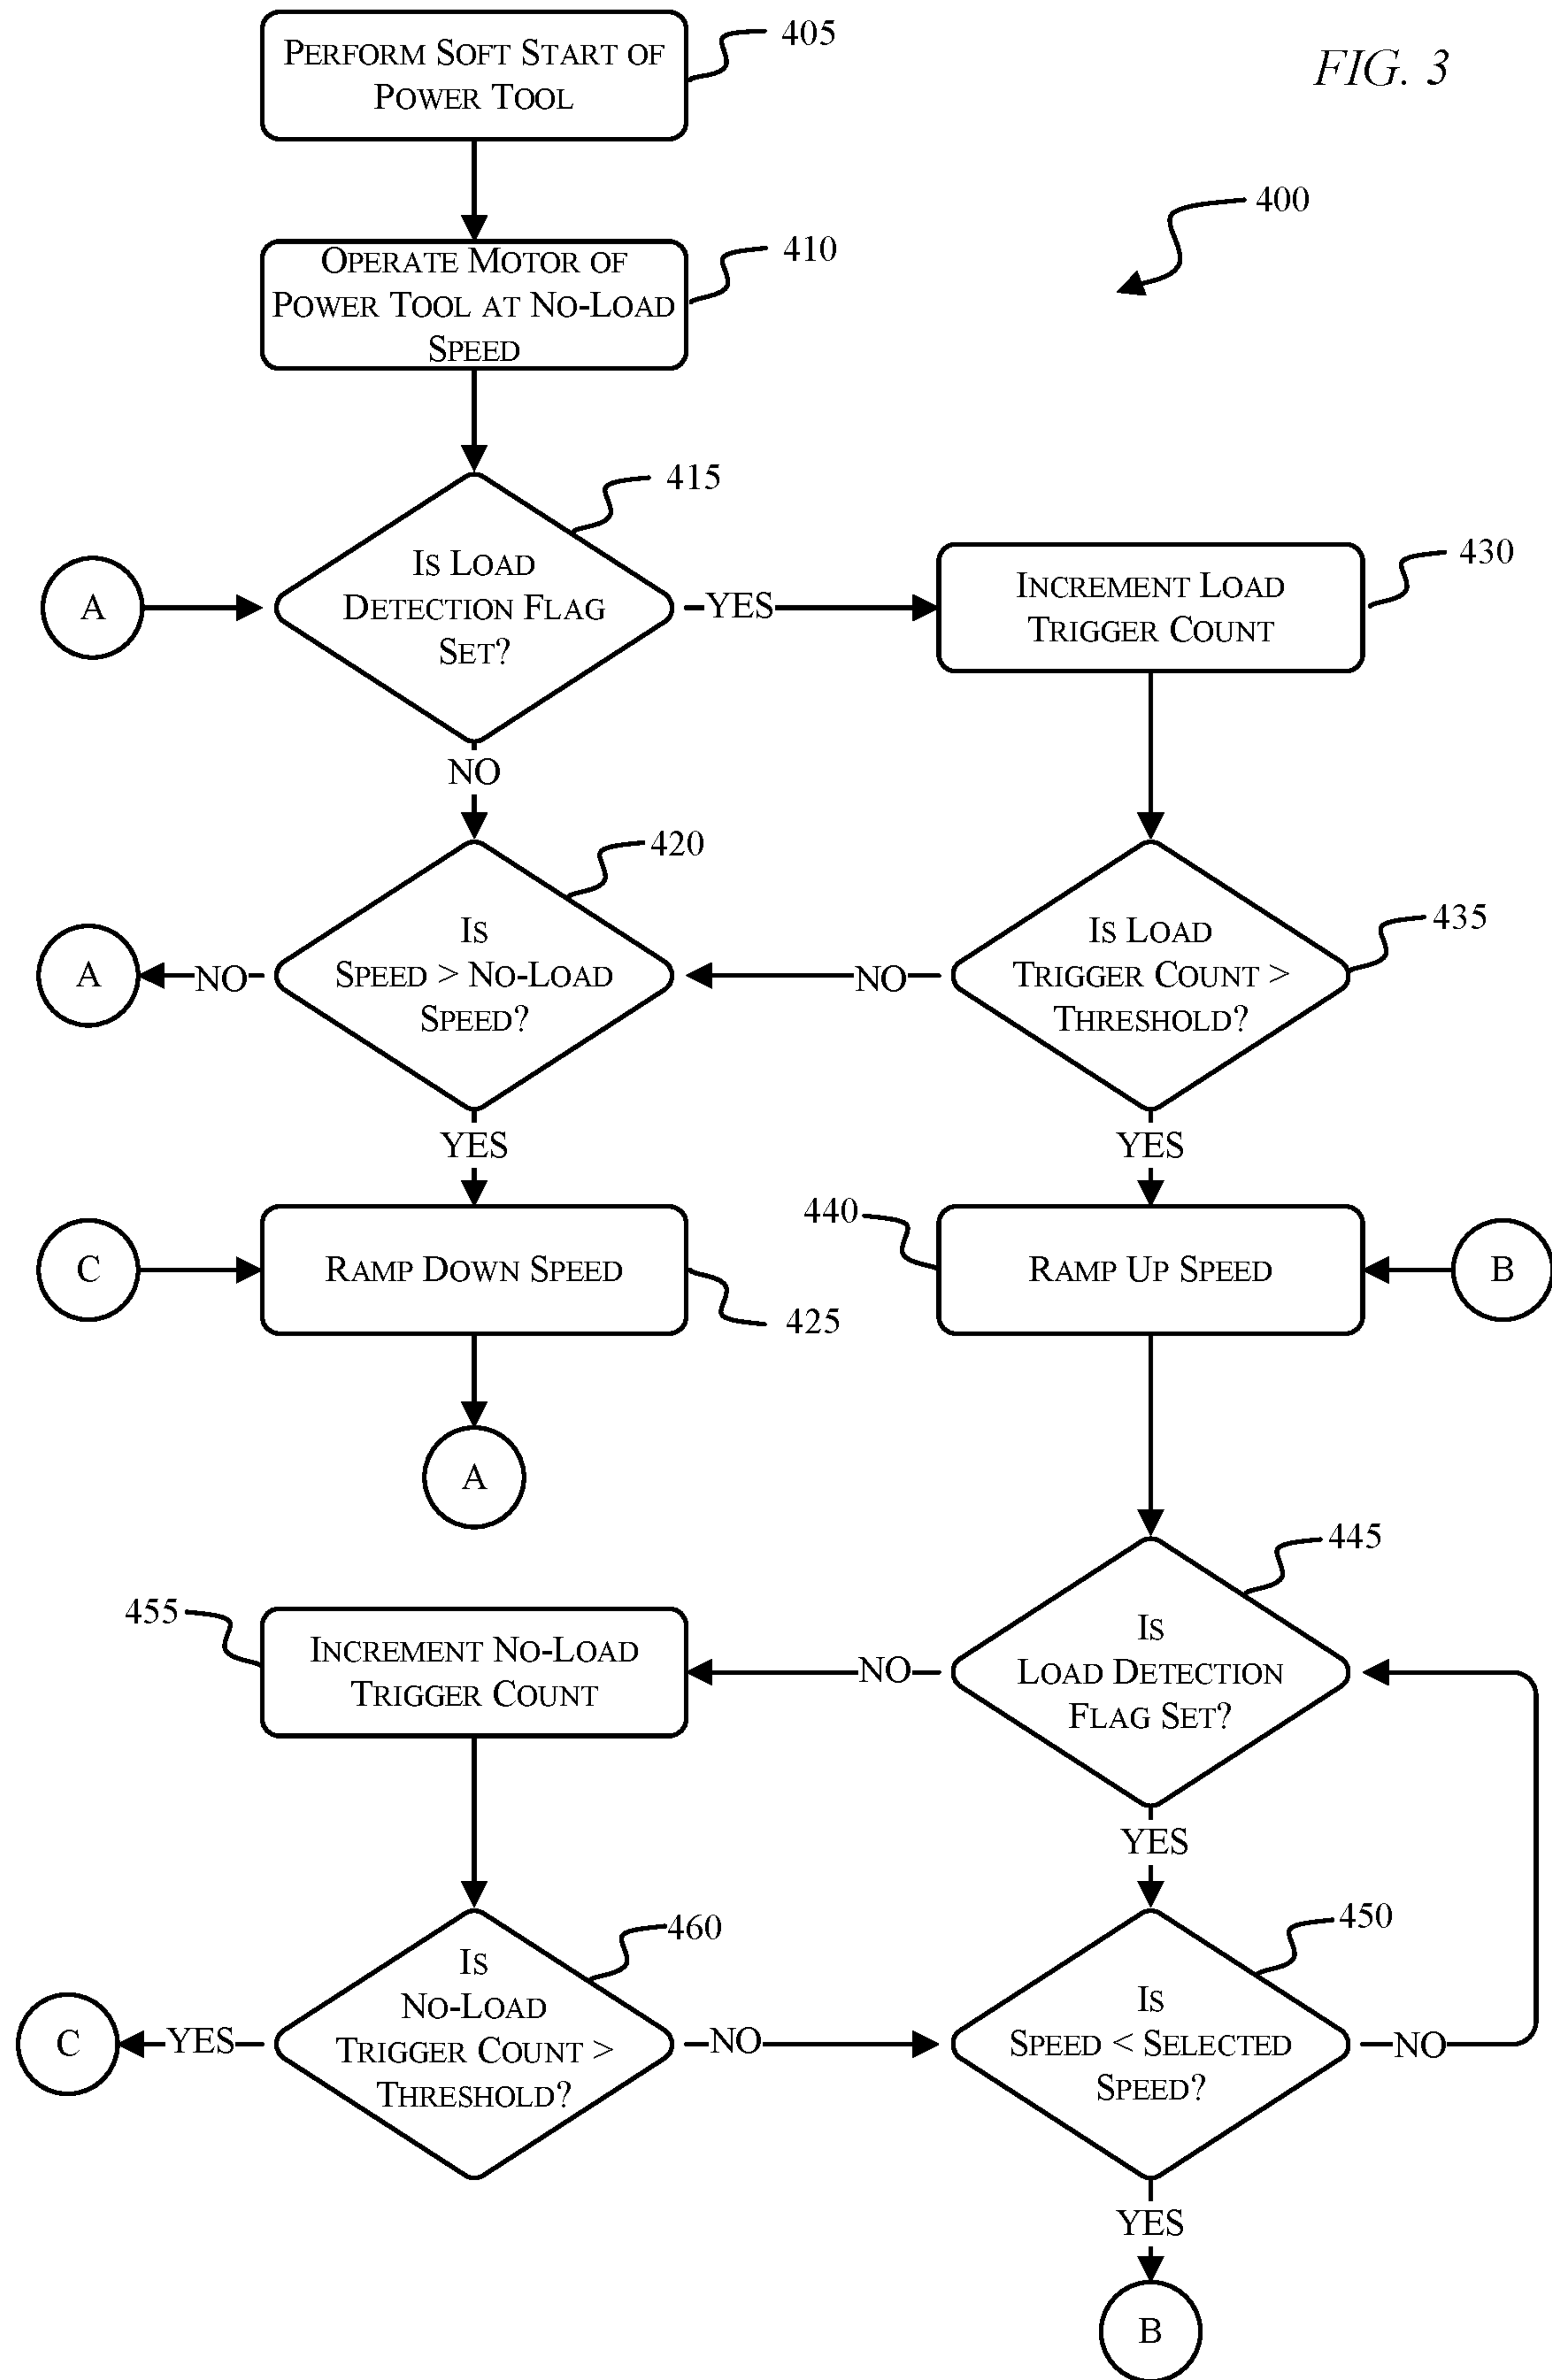 PERFORM SOFT START OF
POWER TOOL
405
FIG. 3
400
OPERATE MOTOR OF
POWER TOOL AT NO-LOAD
SPEED
410
415
A
IS LOAD
DETECTION FLAG
SET?
YES
INCREMENT LOAD
TRIGGER COUNT
430
NO
420
A
NO
IS
SPEED > NO-LOAD
SPEED?
NO
IS LOAD
TRIGGER COUNT >
THRESHOLD?
435
YES
YES
C
RAMP DOWN SPEED
425
440
RAMP UP SPEED
B
A
445
455
INCREMENT NO-LOAD
TRIGGER COUNT
NO
IS
LOAD DETECTION
FLAG SET?
YES
460
450
C
YES
IS
NO-LOAD
TRIGGER COUNT >
THRESHOLD?
NO
IS
SPEED < SELECTED
SPEED?
NO
YES
B